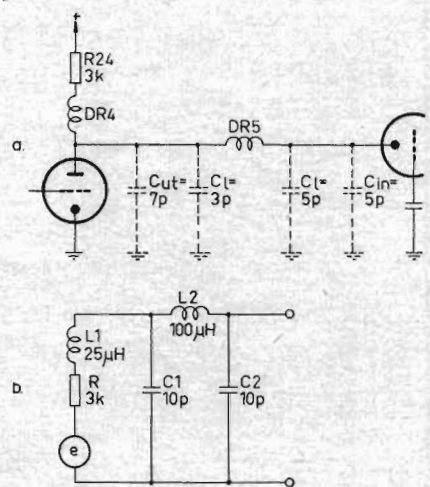 +
R24
3k
DR4
DR5
a.
Cut=
7p
Cl=
3p
Cl=
5p
Cin=
5p
L2
100µH
L1
25µH
R
3k
b.
C1
10p
C2
10p
e